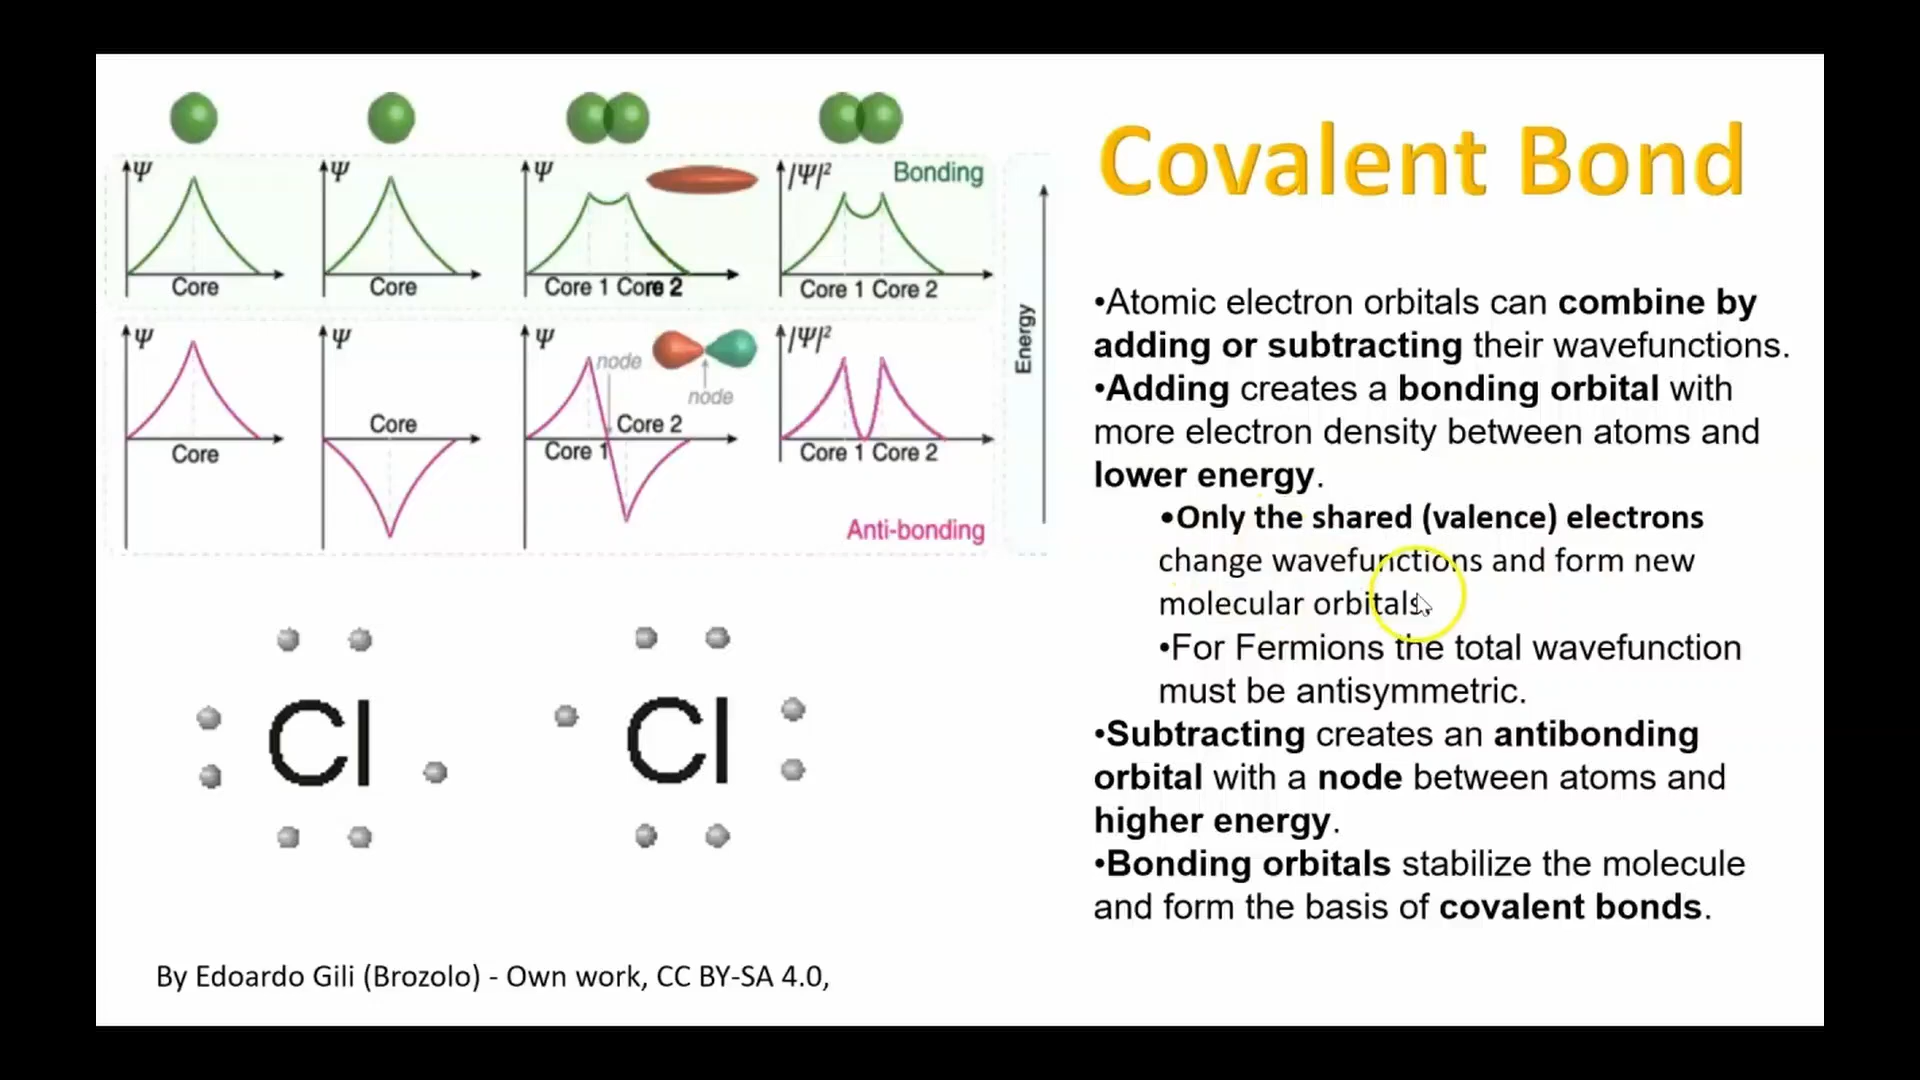 Covalent Bond
Ψ
Ψ
Ψ
|Ψ|²
Bonding
Core
Core
Core 1 Core 2
Core 1 Core 2
Ψ
Ψ
Ψ
node
node
|Ψ|²
Core
Core
Core 2
Core 1
Core 1 Core 2
Anti-bonding
Energy
•Atomic electron orbitals can combine by
adding or subtracting their wavefunctions.
•Adding creates a bonding orbital with
more electron density between atoms and
lower energy.
•Only the shared (valence) electrons
change wavefunctions and form new
molecular orbitals.
•For Fermions the total wavefunction
must be antisymmetric.
•Subtracting creates an antibonding
orbital with a node between atoms and
higher energy.
•Bonding orbitals stabilize the molecule
and form the basis of covalent bonds.
Cl
Cl
By Edoardo Gili (Brozolo) - Own work, CC BY-SA 4.0,